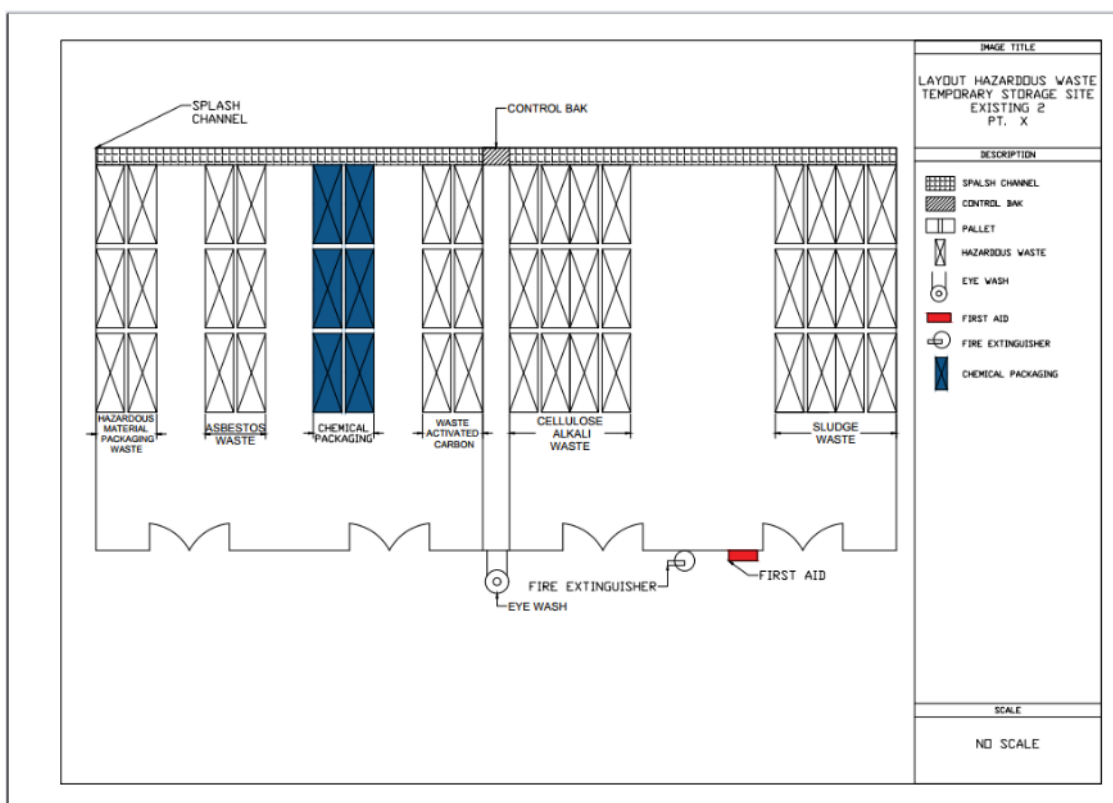 SPLASH
CHANNEL
CONTROL BAK
HAZARDOUS
MATERIAL
PACKAGING
WASTE
ASBESTOS
WASTE
CHEMICAL
PACKAGING
WASTE
ACTIVATED
CARBON
CELLULOSE
ALKALI
WASTE
SLUDGE
WASTE
EYE WASH
FIRE EXTINGUISHER
FIRST AID
IMAGE TITLE
LAYOUT HAZARDOUS WASTE
TEMPORARY STORAGE SITE
EXISTING 2
PT. X
DESCRIPTION
SPALSH CHANNEL
CONTROL BAK
PALLET
HAZARDOUS WASTE
EYE WASH
FIRST AID
FIRE EXTINGUISHER
CHEMICAL PACKAGING
SCALE
NO SCALE